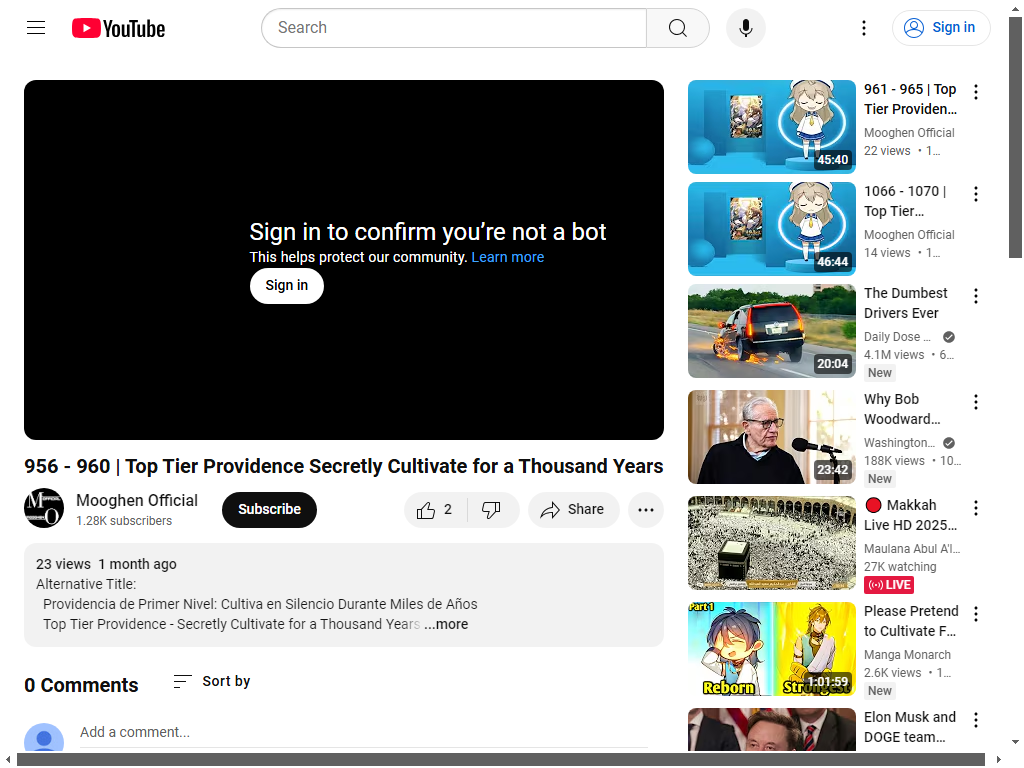 YouTube
Search
Sign in
Sign in to confirm you’re not a bot
This helps protect our community. Learn more
Sign in
956 - 960 | Top Tier Providence Secretly Cultivate for a Thousand Years
Mooghen Official
1.28K subscribers
Subscribe
2
Share
23 views 1 month ago
Alternative Title:
Providencia de Primer Nivel: Cultiva en Silencio Durante Miles de Años
Top Tier Providence - Secretly Cultivate for a Thousand Years ...more
0 Comments
Sort by
Add a comment...
45:40
961 - 965 | Top
Tier Providen...
Mooghen Official
22 views • 1...
46:44
1066 - 1070 |
Top Tier...
Mooghen Official
14 views • 1...
20:04
The Dumbest
Drivers Ever
Daily Dose ...
4.1M views • 6...
New
23:42
Why Bob
Woodward...
Washington...
188K views • 10...
New
🔴 Makkah
Live HD 2025...
Maulana Abul A'l...
27K watching
LIVE
Part 1
Reborn
Strongest
1:01:59
Please Pretend
to Cultivate F...
Manga Monarch
2.6K views • 1...
New
Elon Musk and
DOGE team...